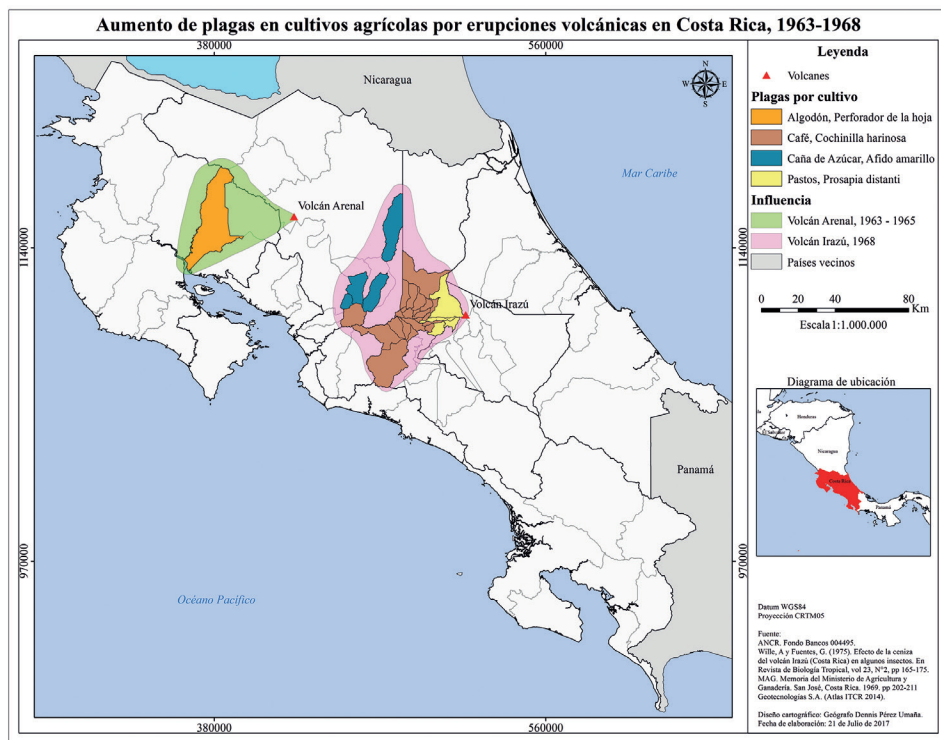 Aumento de plagas en cultivos agrícolas por erupciones volcánicas en Costa Rica, 1963-1968
380000
560000
Nicaragua
N
W
E
S
Mar Caribe
Volcán Arenal
Volcán Irazú
1140000
1140000
Panamá
970000
970000
Océano Pacífico
380000
560000
Leyenda
Volcanes
Plagas por cultivo
Algodón, Perforador de la hoja
Café, Cochinilla harinosa
Caña de Azúcar, Afido amarillo
Pastos, Prosapia distanti
Influencia
Volcán Arenal, 1963 - 1965
Volcán Irazú, 1968
Países vecinos
0 20 40 80
Km
Escala 1:1.000.000
Diagrama de ubicación
Honduras
El Salvador
Nicaragua
Costa Rica
Panamá
Datum WGS84
Proyección CRTM05
Fuente:
ANCR. Fondo Bancos 004495.
Wille, A y Fuentes, G. (1975). Efecto de la ceniza
del volcán Irazú (Costa Rica) en algunos insectos. En
Revista de Biología Tropical, vol 23, N°2, pp 165-175.
MAG. Memoria del Ministerio de Agricultura y
Ganadería. San José, Costa Rica. 1969. pp 202-211
Geotecnologías S.A. (Atlas ITCR 2014).
Diseño cartográfico: Geógrafo Dennis Pérez Umaña.
Fecha de elaboración: 21 de Julio de 2017